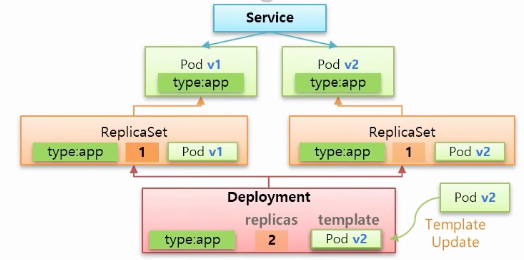 Service
Pod v1
type:app
Pod v2
type:app
ReplicaSet
type:app 1 Pod v1
ReplicaSet
type:app 1 Pod v2
Deployment
replicas template
type:app 2 Pod v2
Pod v2
Template
Update